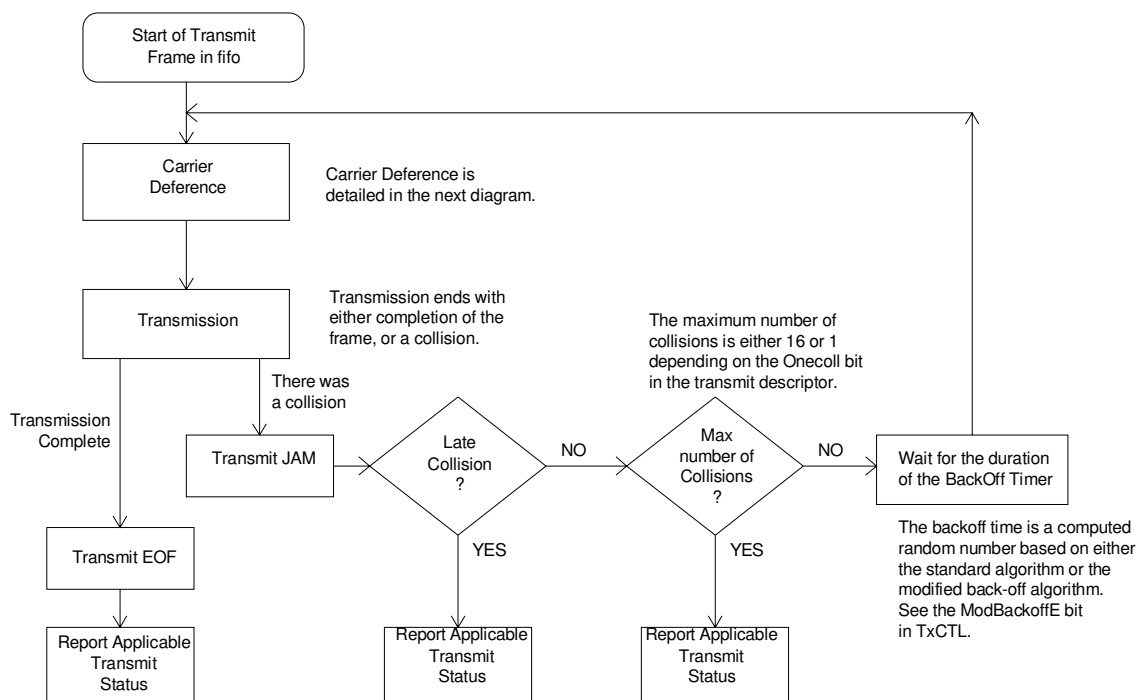 Start of Transmit
Frame in fifo
Carrier
Deference
Carrier Deference is
detailed in the next diagram.
Transmission
Transmission ends with
either completion of the
frame, or a collision.
The maximum number of
collisions is either 16 or 1
depending on the Onecoll bit
in the transmit descriptor.
There was
a collision
Transmission
Complete
Transmit JAM
Late
Collision
?
NO
Max
number of
Collisions
?
NO
Wait for the duration
of the BackOff Timer
YES
YES
The backoff time is a computed
random number based on either
the standard algorithm or the
modified back-off algorithm.
See the ModBackoffE bit
in TxCTL.
Transmit EOF
Report Applicable
Transmit
Status
Report Applicable
Transmit
Status
Report Applicable
Transmit
Status